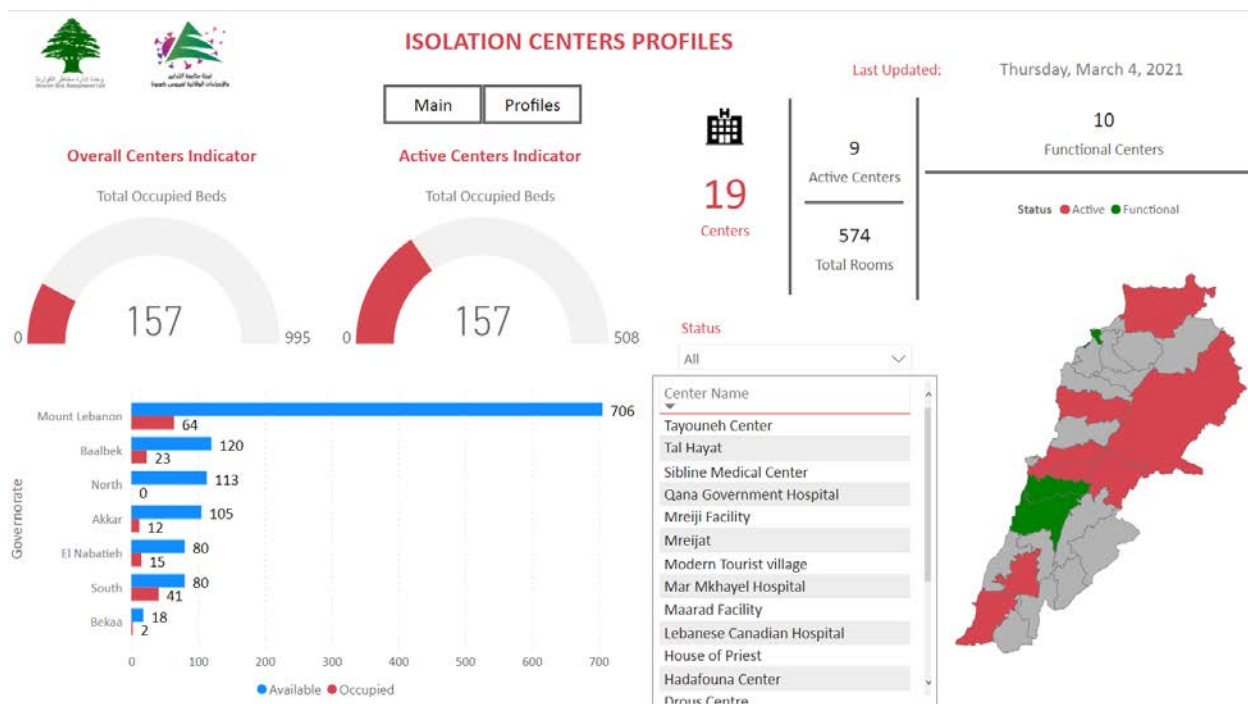 ISOLATION CENTERS PROFILES
Last Updated:
Thursday, March 4, 2021
Main
Profiles
Overall Centers Indicator
Total Occupied Beds
157
0
995
Active Centers Indicator
Total Occupied Beds
157
0
508
19
Centers
9
Active Centers
574
Total Rooms
10
Functional Centers
Status Active Functional
Status
All
Center Name
Tayouneh Center
Tal Hayat
Sibline Medical Center
Qana Government Hospital
Mreiji Facility
Mreijat
Modern Tourist village
Mar Mkhayel Hospital
Maarad Facility
Lebanese Canadian Hospital
House of Priest
Hadafouna Center
Drous Centre
Governorate
Mount Lebanon 706
64
Baalbek 120
23
North 113
0
Akkar 105
12
El Nabatieh 80
15
South 80
41
Bekaa 18
2
0 100 200 300 400 500 600 700
Available Occupied